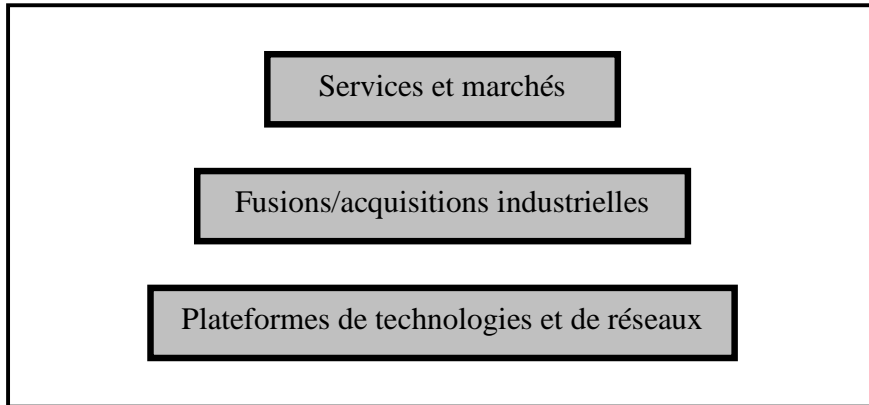 Services et marchés
Fusions/acquisitions industrielles
Plateformes de technologies et de réseaux